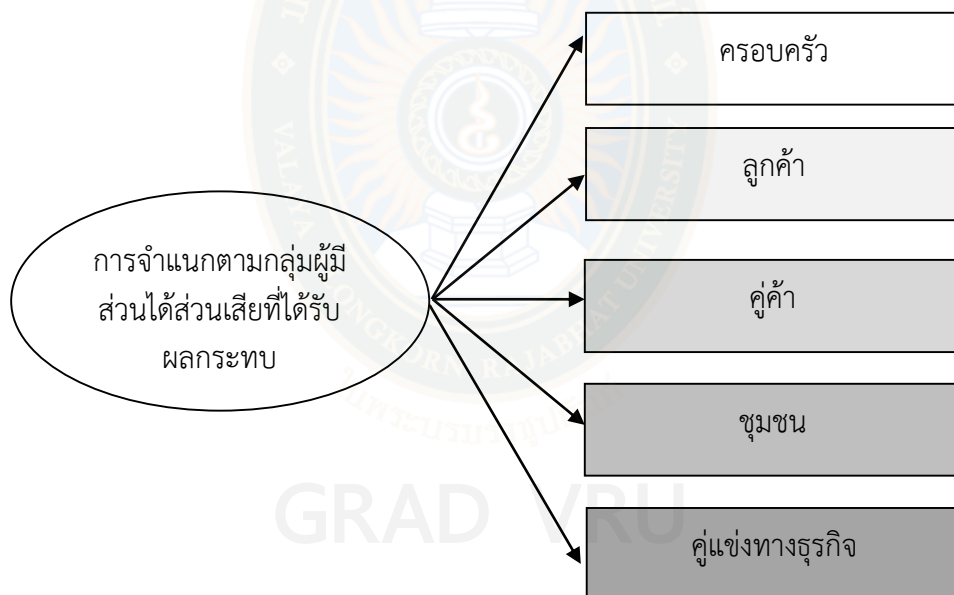 ครอบครัว
ลูกค้า
การจำแนกตามกลุ่มผู้มี
ส่วนได้ส่วนเสียที่ได้รับ
ผลกระทบ
คู่ค้า
ชุมชน
คู่แข่งทางธุรกิจ
GRAD VRU